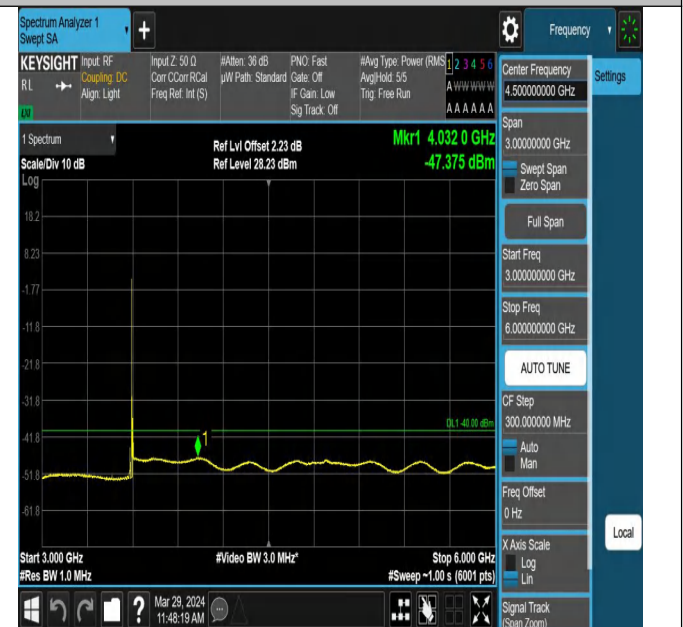 Spectrum Analyzer 1
Swept SA
Frequency
KEYSIGHT
RL
LXI
Input: RF
Coupling: DC
Align: Light
Input Z: 50 Ω
Corr CCorr RCal
Freq Ref: Int (S)
#Atten: 36 dB
µW Path: Standard
PNO: Fast
Gate: Off
IF Gain: Low
Sig Track: Off
#Avg Type: Power (RMS
Avg|Hold: 5/5
Trig: Free Run
1 2 3 4 5 6
A W W W W W
A A A A A A
1 Spectrum
Scale/Div 10 dB
Log
Ref Lvl Offset 2.23 dB
Ref Level 28.23 dBm
Mkr1 4.032 0 GHz
-47.375 dBm
18.2
8.23
-1.77
-11.8
-21.8
-31.8
-41.8
-51.8
-61.8
DL1 -40.00 dBm
1
Start 3.000 GHz
#Res BW 1.0 MHz
#Video BW 3.0 MHz*
Stop 6.000 GHz
#Sweep ~1.00 s (6001 pts)
Mar 29, 2024
11:48:19 AM
Center Frequency
4.500000000 GHz
Span
3.00000000 GHz
Swept Span
Zero Span
Full Span
Start Freq
3.000000000 GHz
Stop Freq
6.000000000 GHz
AUTO TUNE
CF Step
300.000000 MHz
Auto
Man
Freq Offset
0 Hz
X Axis Scale
Log
Lin
Signal Track
(Span Zoom)
Settings
Local